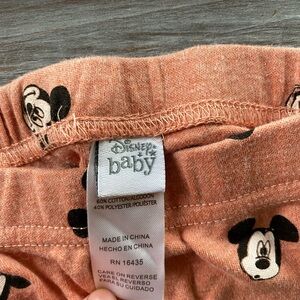 Disney
baby
60% COTTON/ALGODON
40% POLYESTER/POLIÉSTER
MADE IN CHINA
HECHO EN CHINA
RN 16435
CARE ON REVERSE
VEA EL REVERSO
PARA SU CUIDADO